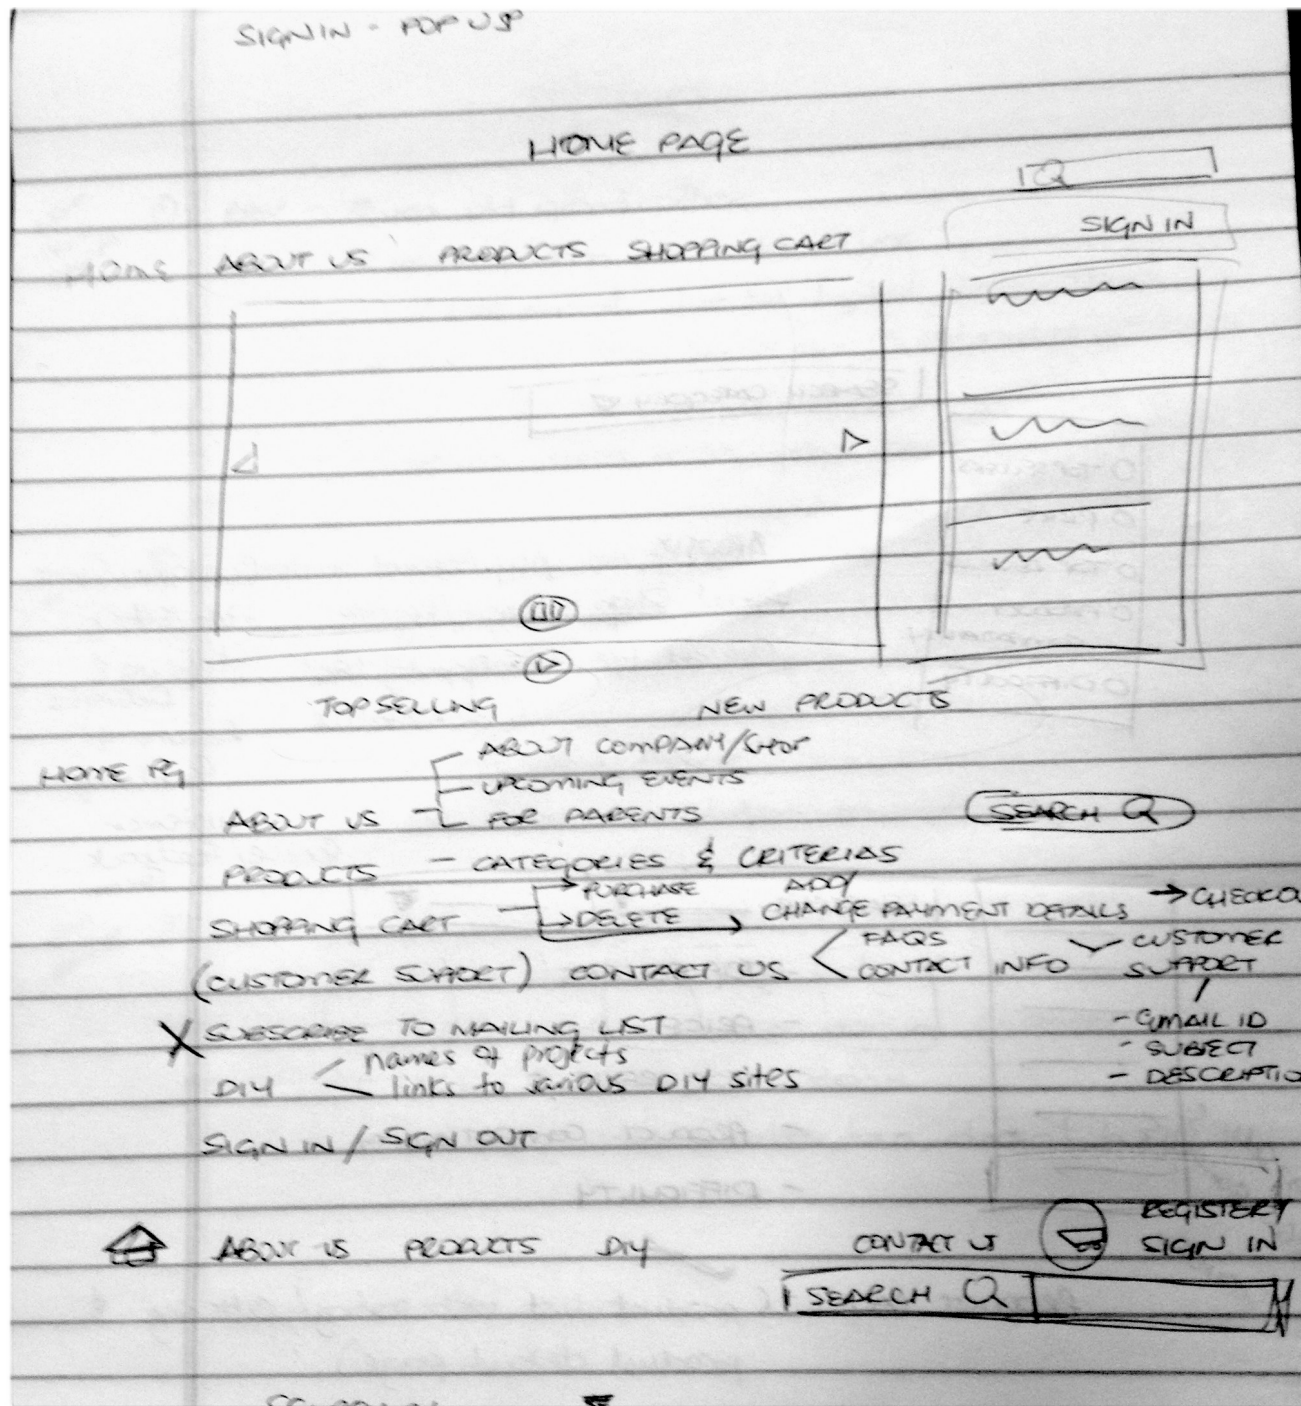 SIGN IN - POP UP
HOME PAGE
SIGN IN
HOME ABOUT US PRODUCTS SHOPPING CART
TOP SELLING NEW PRODUCTS
HOME PG
ABOUT COMPANY/SHOP
UPCOMING EVENTS
ABOUT US - FOR PARENTS
SEARCH
PRODUCTS - CATEGORIES & CRITERIAS
SHOPPING CART → PURCHASE
→ DELETE
ADD/
CHANGE PAYMENT DETAILS → CHECKOU
(CUSTOMER SUPPORT) CONTACT US
FAQS
CONTACT INFO
CUSTOMER
SUPPORT
- EMAIL ID
- SUBJECT
- DESCRIPTIO
X SUBSCRIBE TO MAILING LIST
DIY names of projects
links to various DIY sites
SIGN IN / SIGN OUT
ABOUT US PRODUCTS DIY CONTACT US REGISTER/
SIGN IN
SEARCH